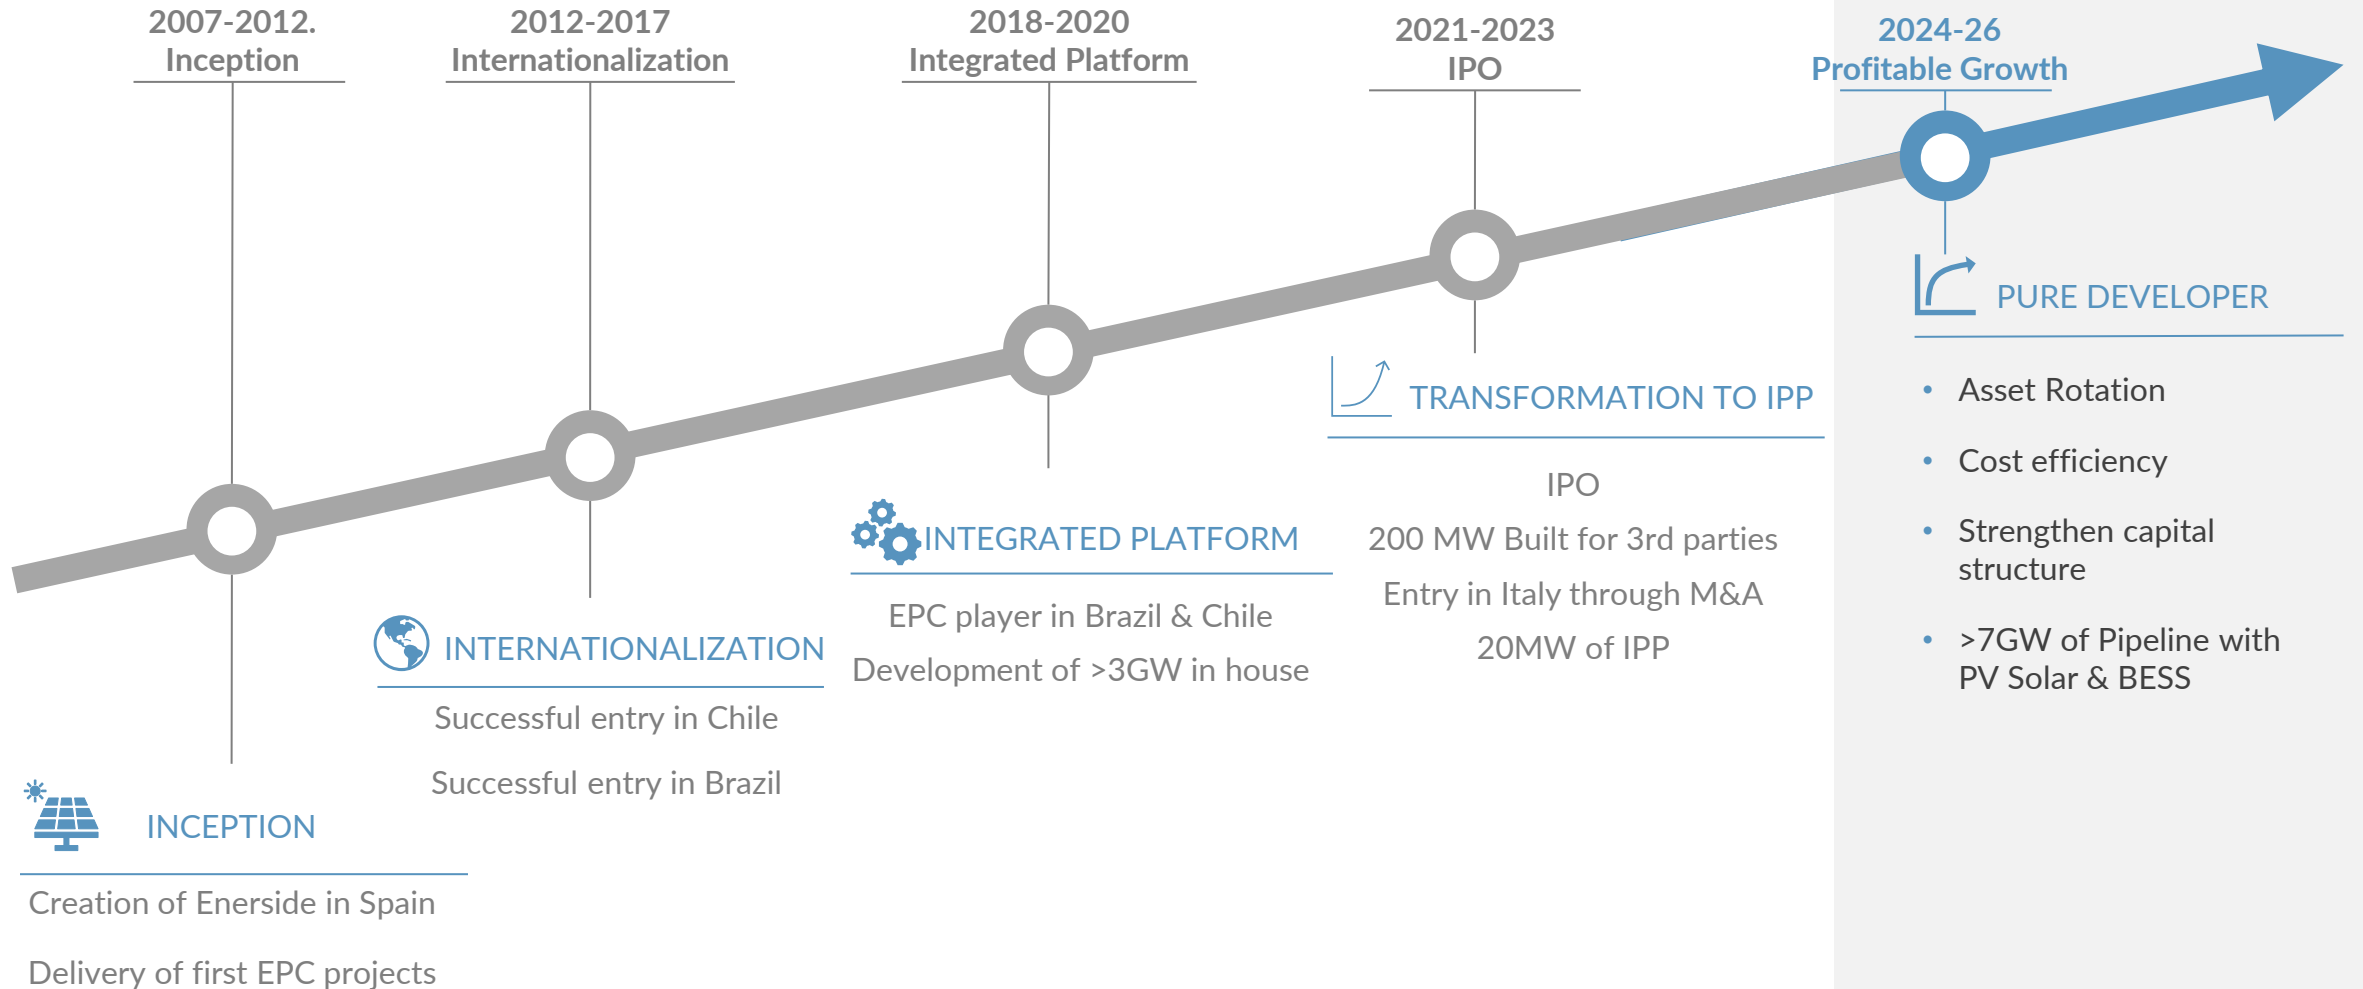 2007-2012.
Inception
2012-2017
Internationalization
2018-2020
Integrated Platform
2021-2023
IPO
2024-26
Profitable Growth
INCEPTION
Creation of Enerside in Spain
Delivery of first EPC projects
INTERNATIONALIZATION
Successful entry in Chile
Successful entry in Brazil
INTEGRATED PLATFORM
EPC player in Brazil & Chile
Development of >3GW in house
TRANSFORMATION TO IPP
IPO
200 MW Built for 3rd parties
Entry in Italy through M&A
20MW of IPP
PURE DEVELOPER
• Asset Rotation
• Cost efficiency
• Strengthen capital
structure
• >7GW of Pipeline with
PV Solar & BESS